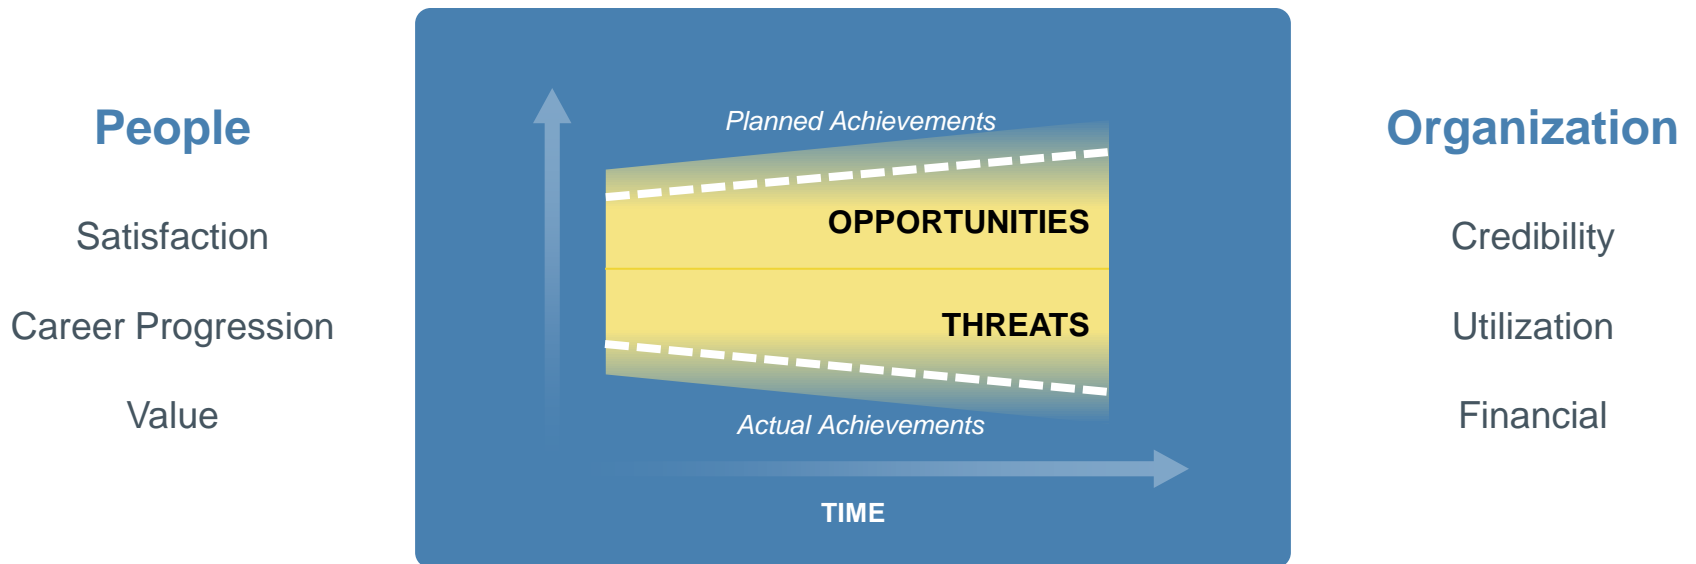 People
Satisfaction
Career Progression
Value
Planned Achievements
OPPORTUNITIES
THREATS
Actual Achievements
TIME
Organization
Credibility
Utilization
Financial